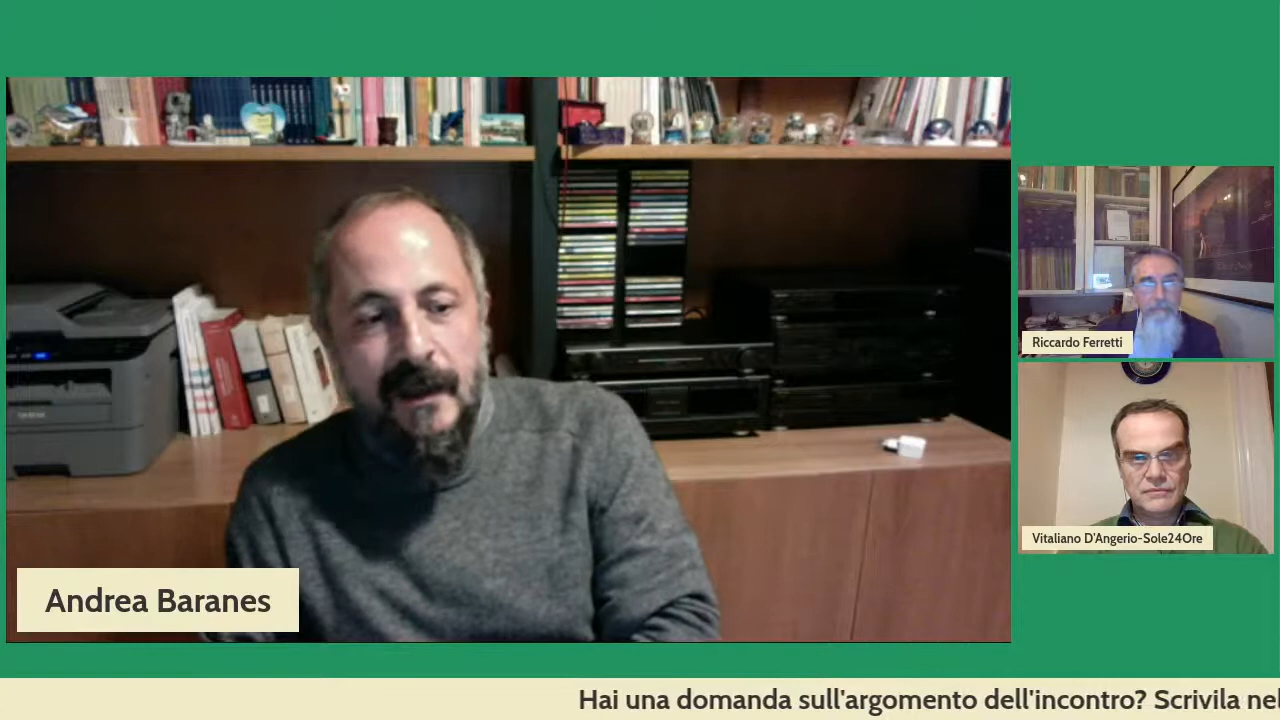 Riccardo Ferretti
Vitaliano D'Angerio-Sole24Ore
Andrea Baranes
Hai una domanda sull'argomento dell'incontro? Scrivila nel